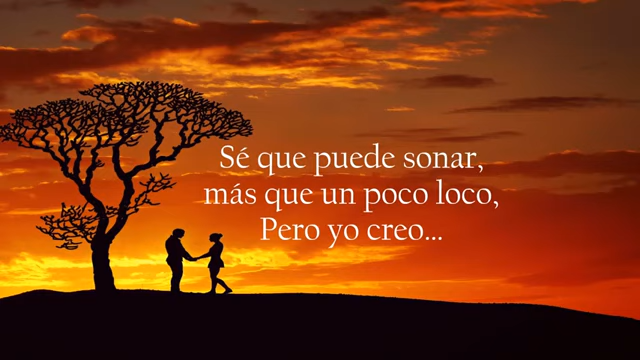 Sé que puede sonar,
más que un poco loco,
Pero yo creo...